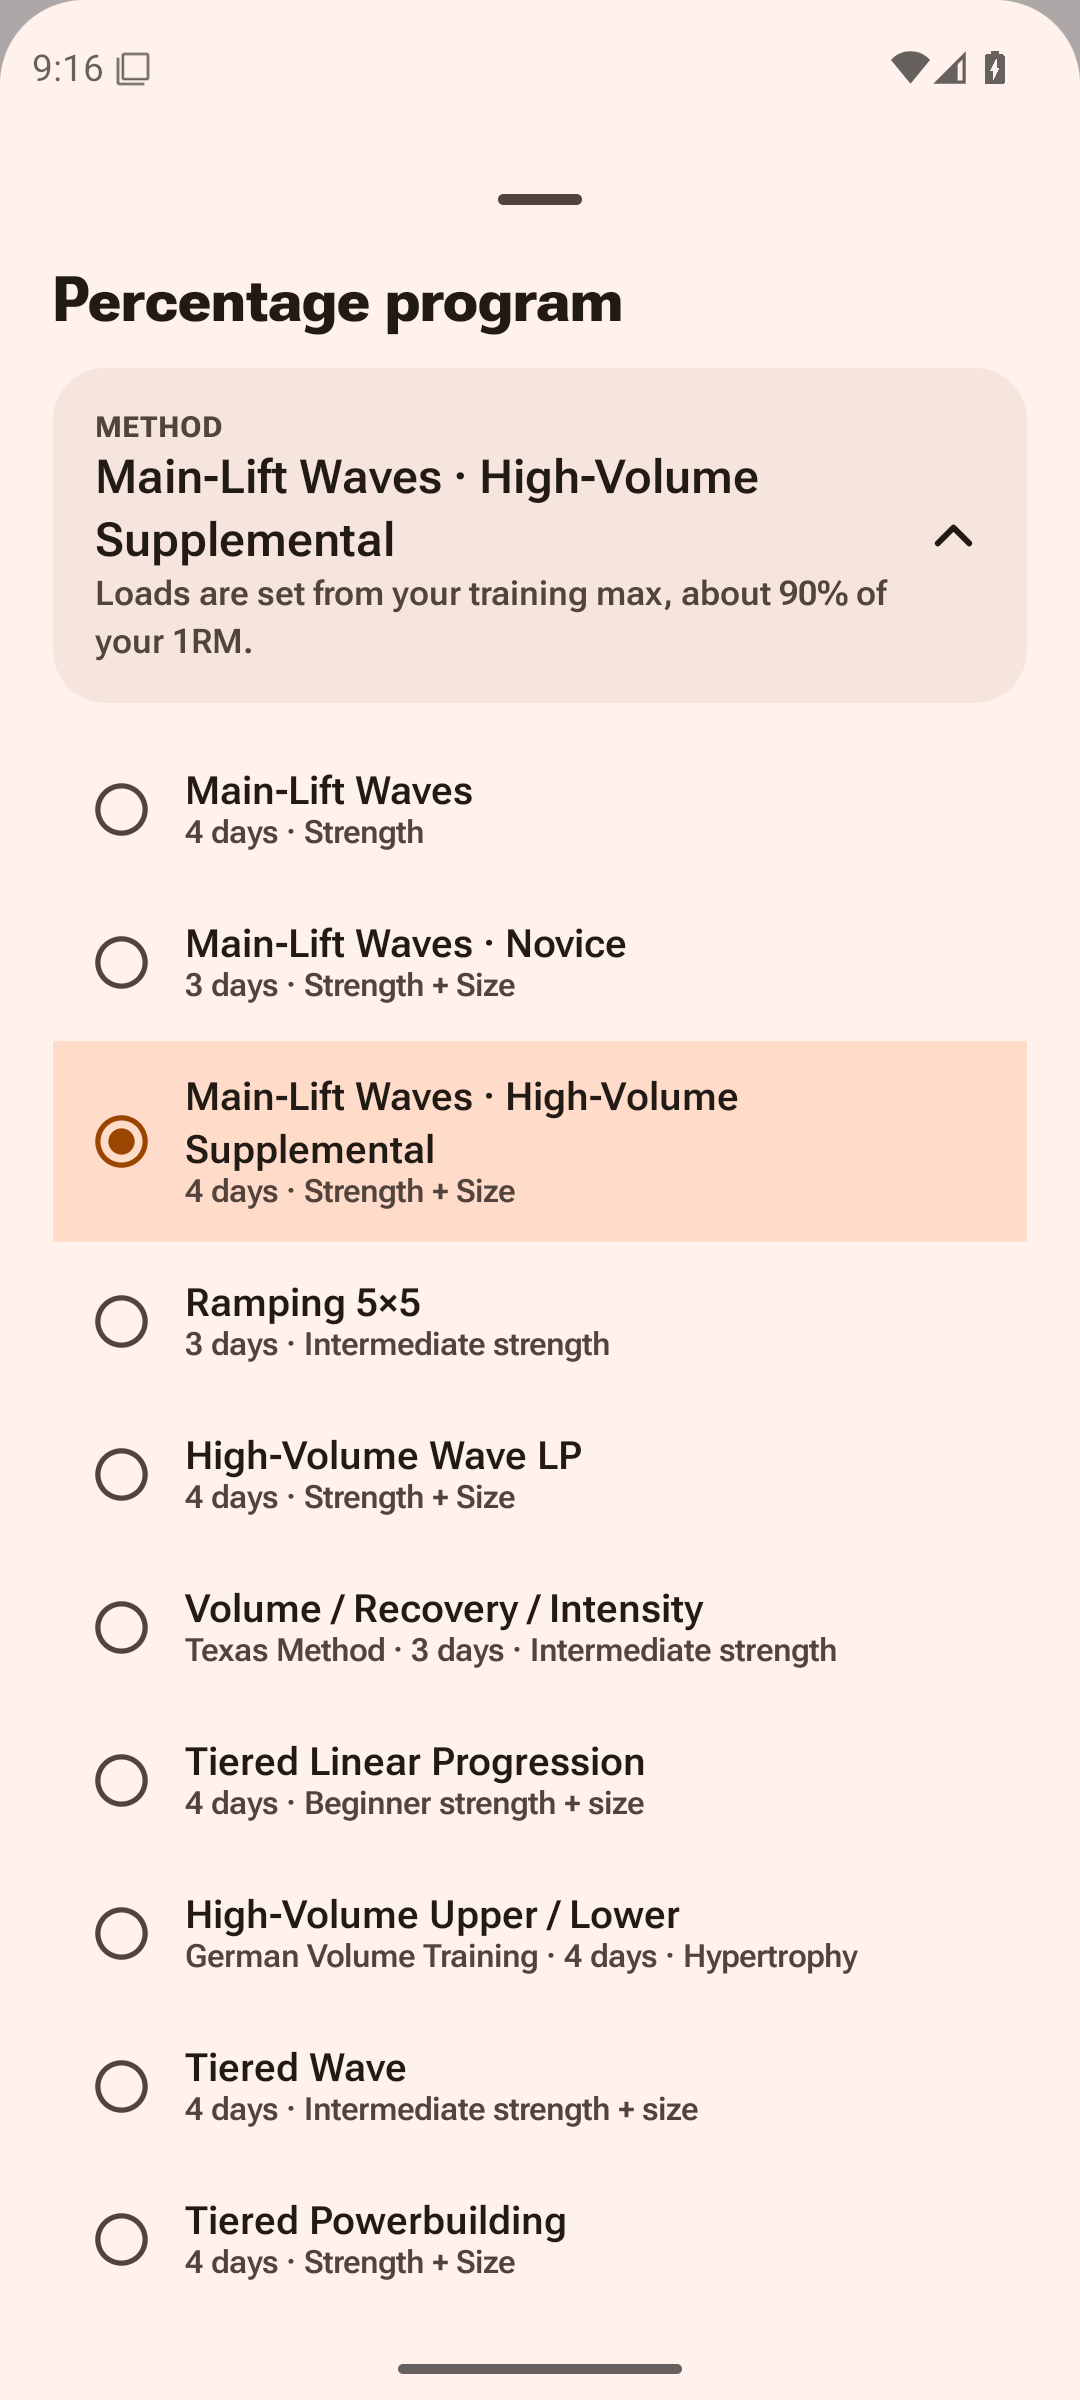 9:16
Percentage program
METHOD
Main-Lift Waves · High-Volume
Supplemental
Loads are set from your training max, about 90% of
your 1RM.
Main-Lift Waves
4 days · Strength
Main-Lift Waves · Novice
3 days · Strength + Size
Main-Lift Waves · High-Volume
Supplemental
4 days · Strength + Size
Ramping 5×5
3 days · Intermediate strength
High-Volume Wave LP
4 days · Strength + Size
Volume / Recovery / Intensity
Texas Method · 3 days · Intermediate strength
Tiered Linear Progression
4 days · Beginner strength + size
High-Volume Upper / Lower
German Volume Training · 4 days · Hypertrophy
Tiered Wave
4 days · Intermediate strength + size
Tiered Powerbuilding
4 days · Strength + Size